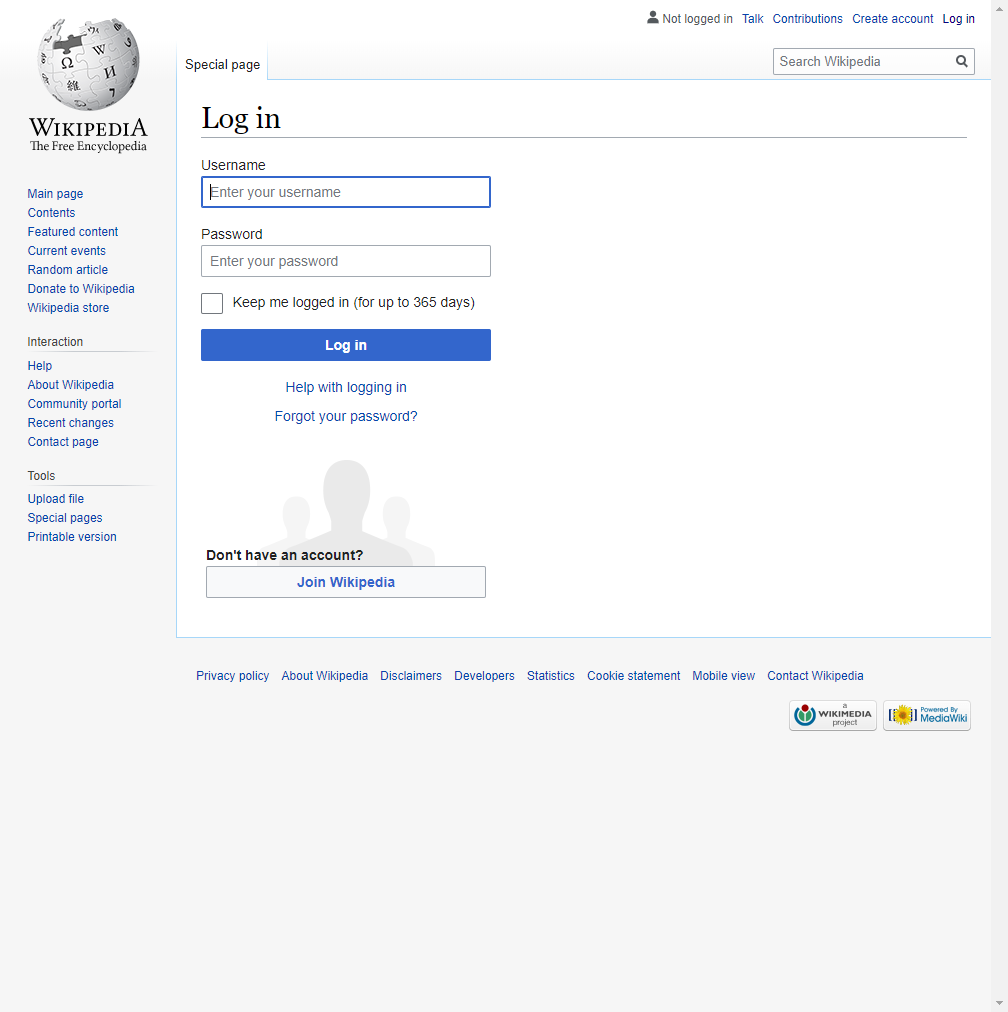 Not logged in Talk Contributions Create account Log in
Special page
Search Wikipedia
Ω W И 維
WIKIPEDIA
The Free Encyclopedia
Main page
Contents
Featured content
Current events
Random article
Donate to Wikipedia
Wikipedia store
Interaction
Help
About Wikipedia
Community portal
Recent changes
Contact page
Tools
Upload file
Special pages
Printable version
Log in
Username
Enter your username
Password
Enter your password
Keep me logged in (for up to 365 days)
Log in
Help with logging in
Forgot your password?
Don't have an account?
Join Wikipedia
Privacy policy About Wikipedia Disclaimers Developers Statistics Cookie statement Mobile view Contact Wikipedia
a
WIKIMEDIA
project
Powered By
MediaWiki